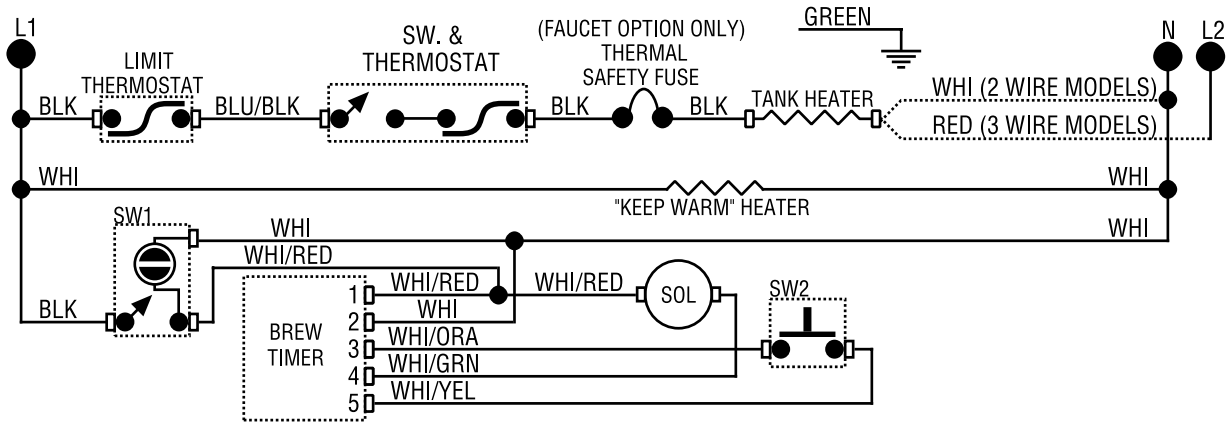 L1
LIMIT
THERMOSTAT
SW. &
THERMOSTAT
(FAUCET OPTION ONLY)
THERMAL
SAFETY FUSE
GREEN
N
L2
BLK
BLU/BLK
BLK
BLK
TANK HEATER
WHI (2 WIRE MODELS)
RED (3 WIRE MODELS)
WHI
"KEEP WARM" HEATER
WHI
SW1
WHI
WHI
WHI/RED
BLK
BREW
TIMER
1
WHI/RED
WHI/RED
SOL
2
WHI
3
WHI/ORA
4
WHI/GRN
5
WHI/YEL
SW2